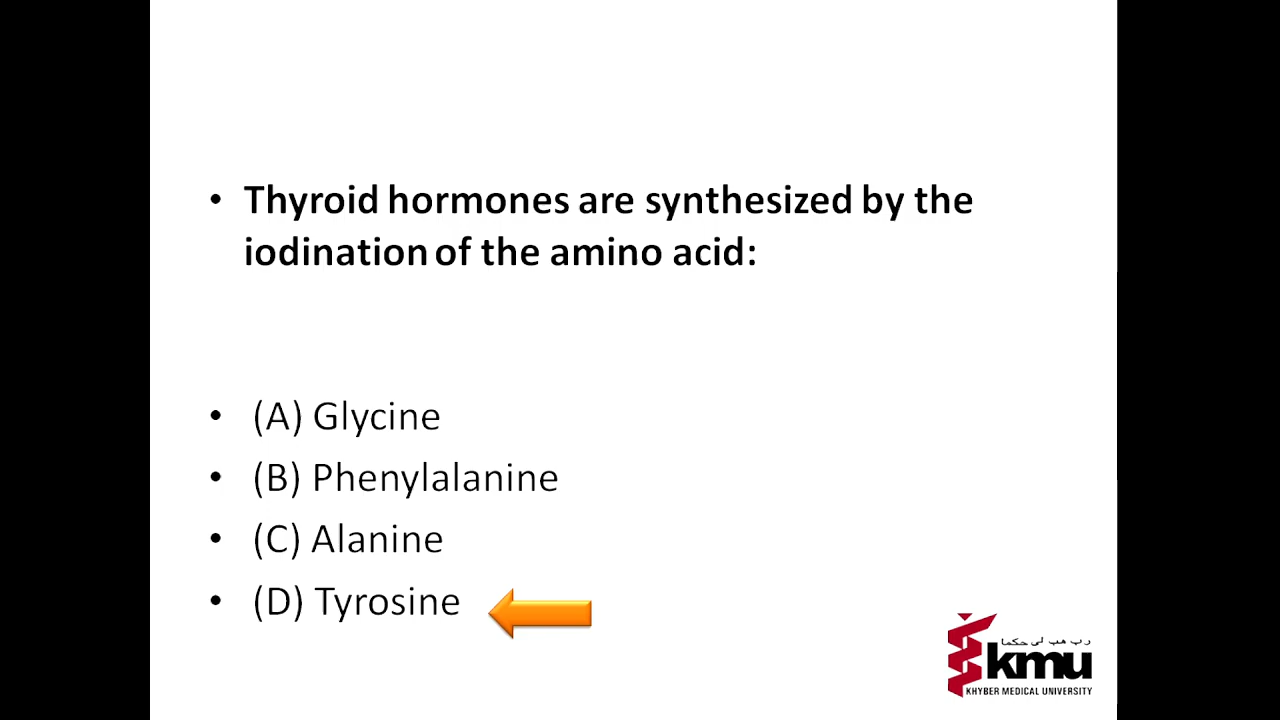 • Thyroid hormones are synthesized by the
iodination of the amino acid:
• (A) Glycine
• (B) Phenylalanine
• (C) Alanine
• (D) Tyrosine
kmu
KHYBER MEDICAL UNIVERSITY